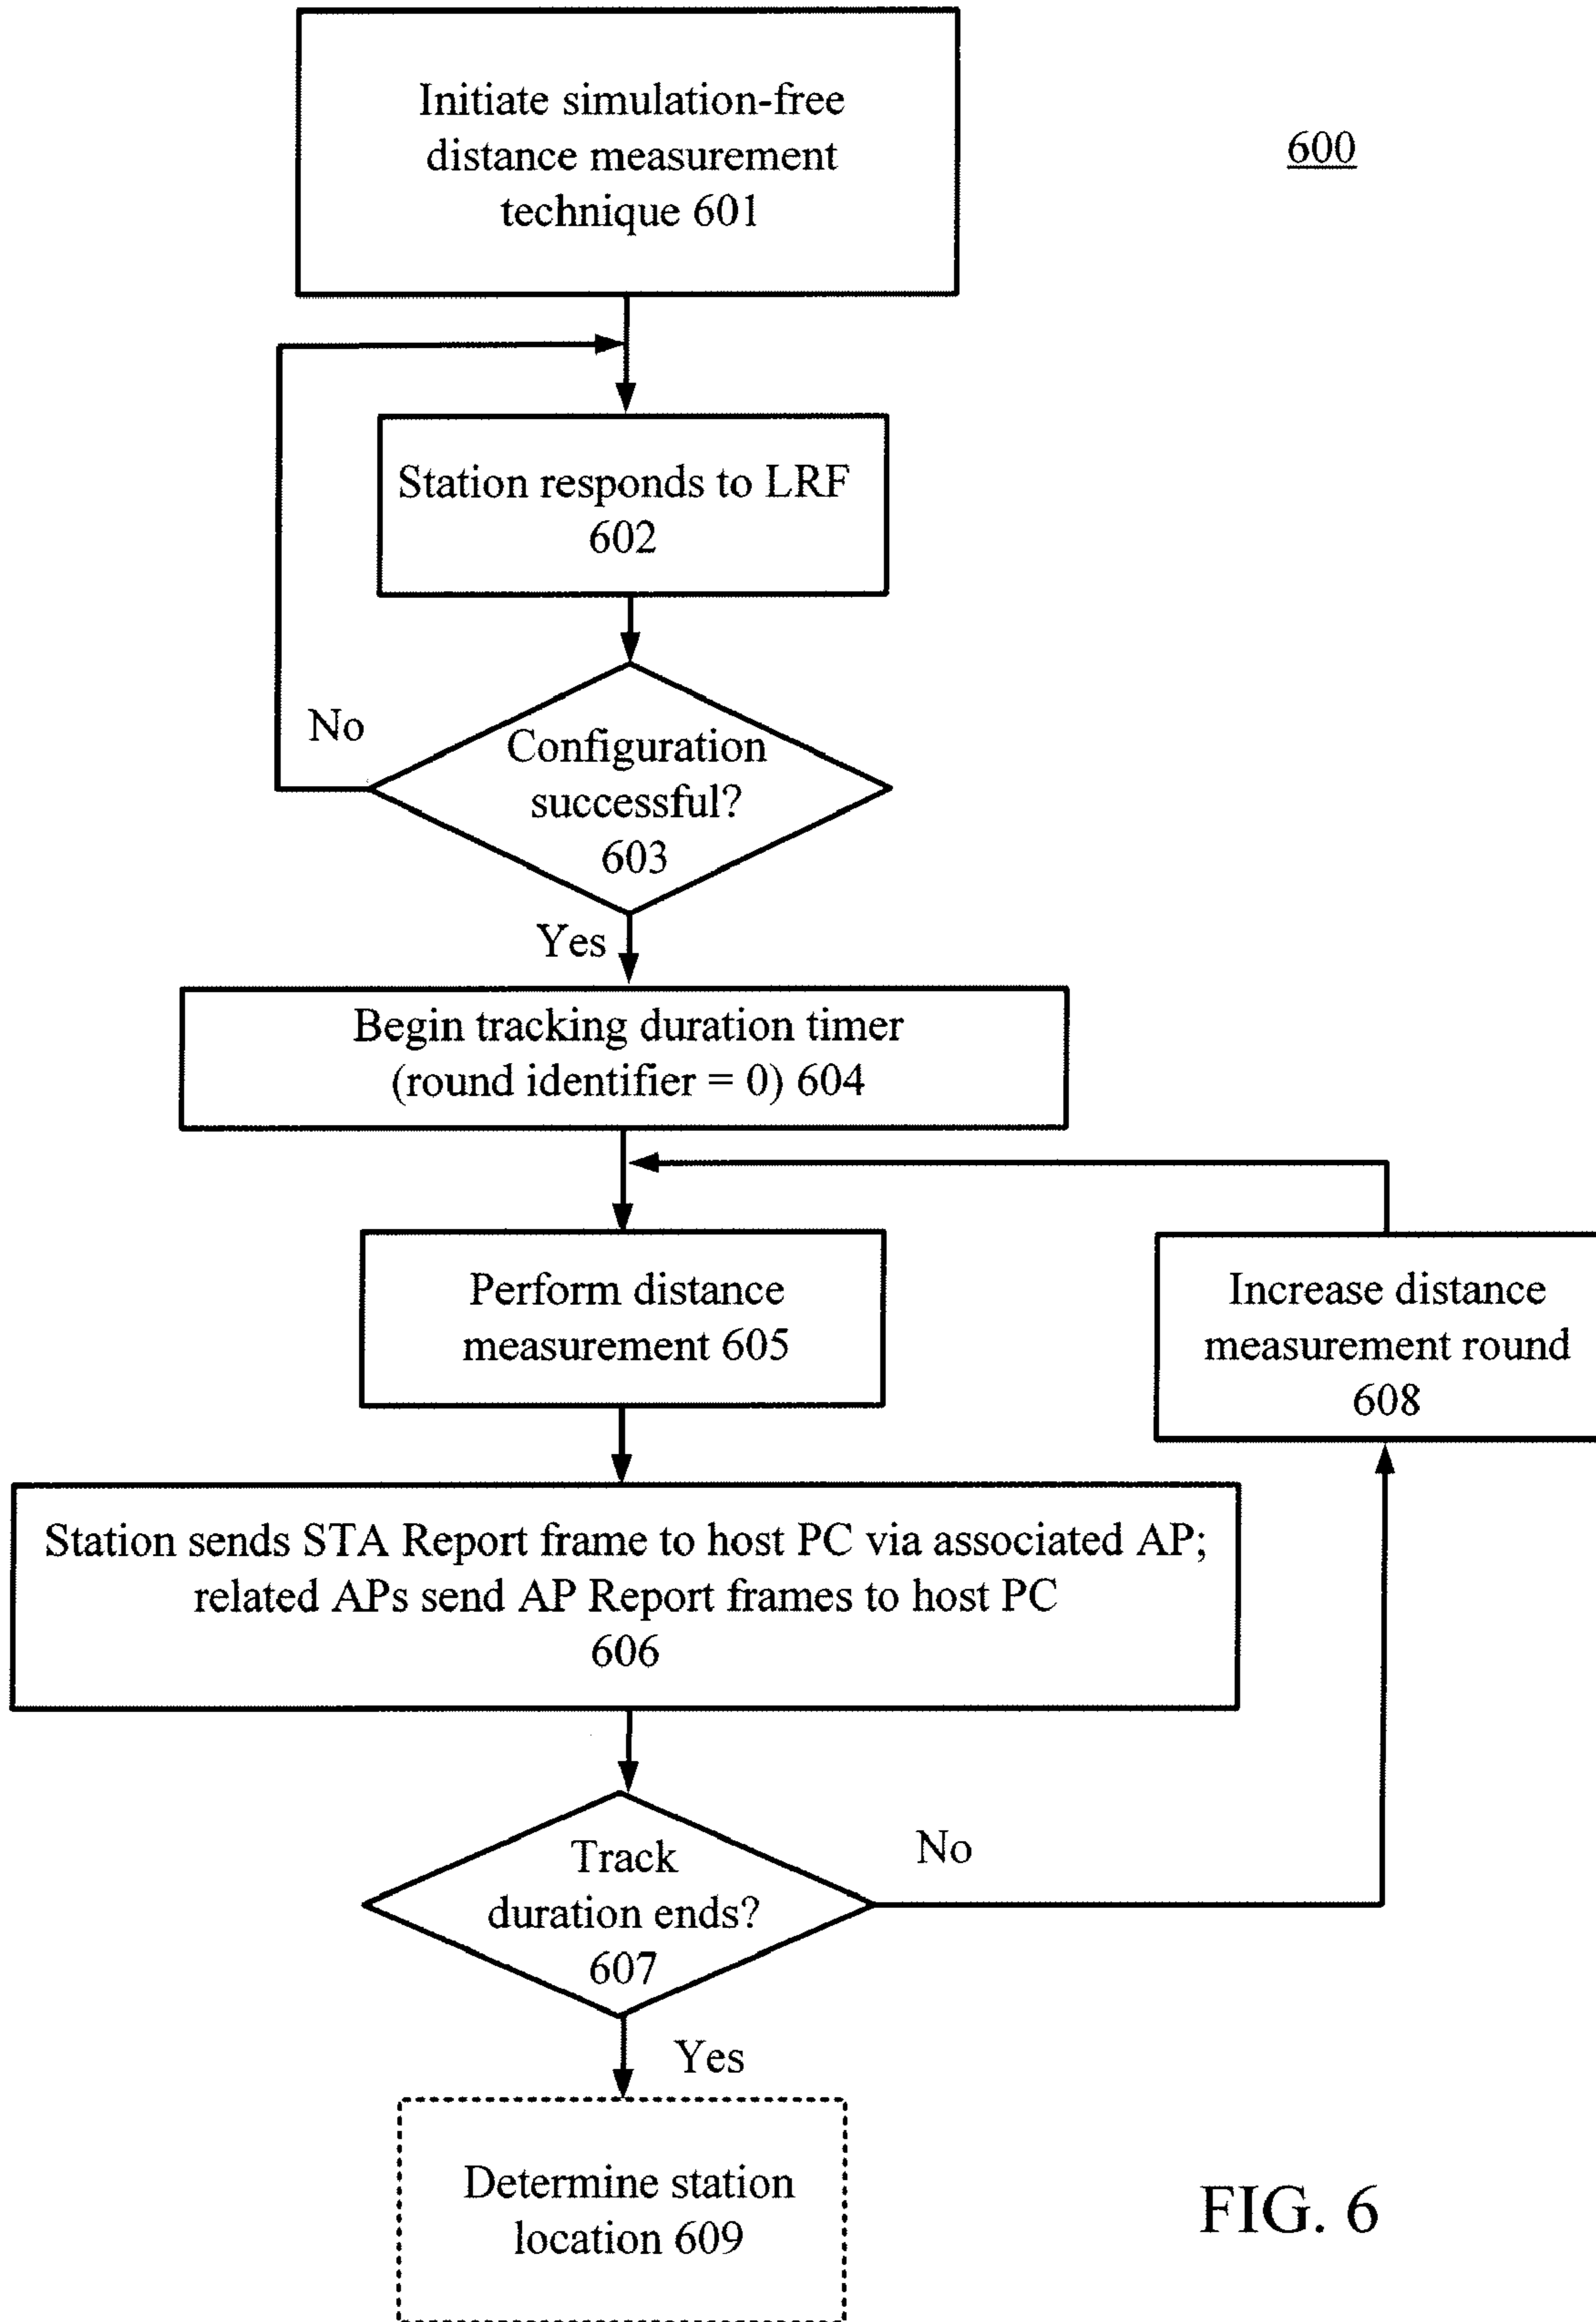 Initiate simulation-free
distance measurement
technique 601
600
Station responds to LRF
602
No
Configuration
successful?
603
Yes
Begin tracking duration timer
(round identifier = 0) 604
Perform distance
measurement 605
Increase distance
measurement round
608
Station sends STA Report frame to host PC via associated AP;
related APs send AP Report frames to host PC
606
Track
duration ends?
607
No
Yes
Determine station
location 609
FIG. 6